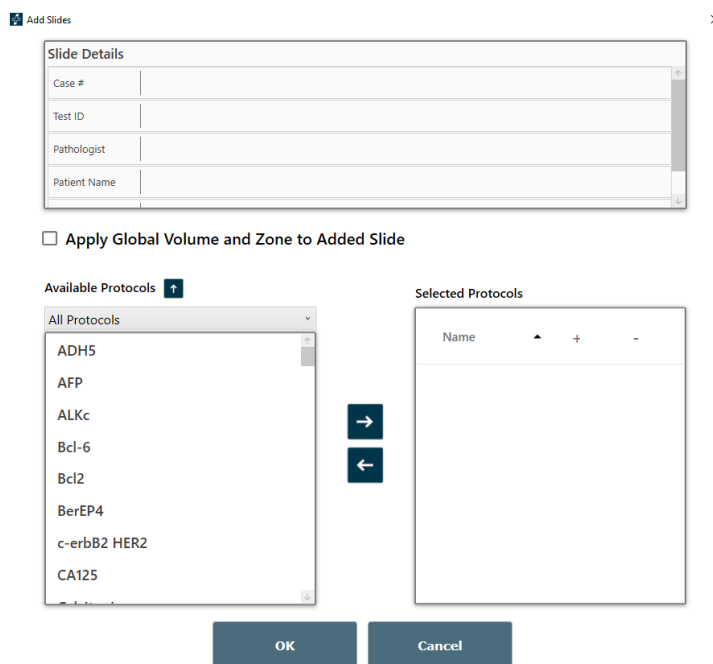 Add Slides
Slide Details
Case #
Test ID
Pathologist
Patient Name
Apply Global Volume and Zone to Added Slide
Available Protocols
Selected Protocols
All Protocols
Name + -
ADH5
AFP
ALKc
Bcl-6
Bcl2
BerEP4
c-erbB2 HER2
CA125
OK Cancel